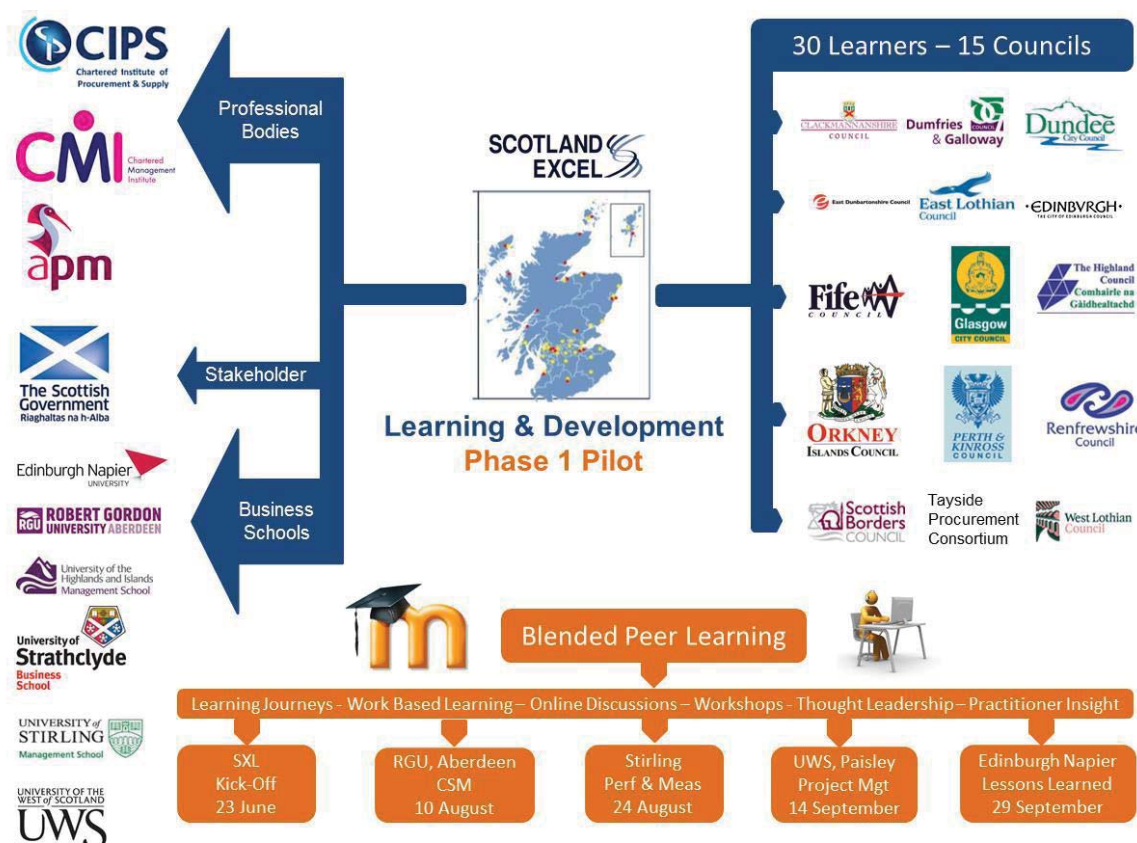 CIPS
Chartered Institute of
Procurement & Supply
CMI
Chartered
Management
Institute
apm
The Scottish
Government
Riaghaltas na h-Alba
Edinburgh Napier
UNIVERSITY
RGU
ROBERT GORDON
UNIVERSITY ABERDEEN
University of the
Highlands and Islands
Management School
University of
Strathclyde
Business
School
UNIVERSITY of
STIRLING
Management School
UNIVERSITY OF THE
WEST of SCOTLAND
UWS
Professional
Bodies
Stakeholder
Business
Schools
SCOTLAND
EXCEL
Learning & Development
Phase 1 Pilot
30 Learners – 15 Councils
CLACKMANNANSHIRE
COUNCIL
Dumfries
COUNCIL
& Galloway
Dundee
City Council
East Dunbartonshire Council
East Lothian
Council
·EDINBVRGH·
THE CITY OF EDINBURGH COUNCIL
Fife
COUNCIL
Glasgow
CITY COUNCIL
The Highland
Council
Comhairle na
Gàidhealtachd
ORKNEY
ISLANDS COUNCIL
PERTH &
KINROSS
COUNCIL
Renfrewshire
Council
Scottish
Borders
COUNCIL
Tayside
Procurement
Consortium
West Lothian
Council
m
Blended Peer Learning
Learning Journeys - Work Based Learning – Online Discussions – Workshops - Thought Leadership – Practitioner Insight
SXL
Kick-Off
23 June
RGU, Aberdeen
CSM
10 August
Stirling
Perf & Meas
24 August
UWS, Paisley
Project Mgt
14 September
Edinburgh Napier
Lessons Learned
29 September